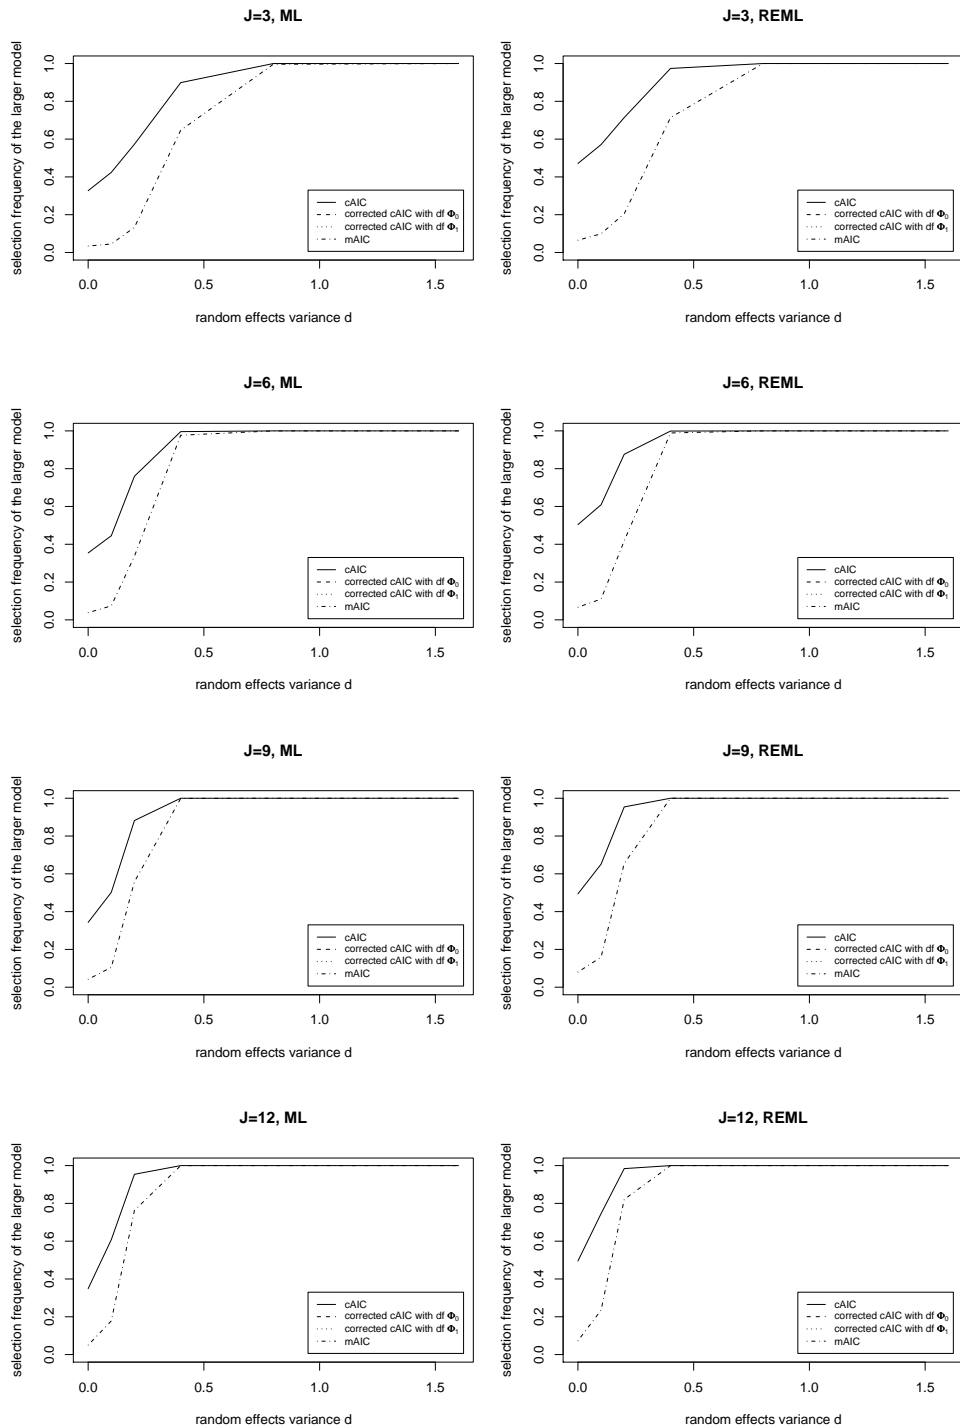 J=3, ML
selection frequency of the larger model
0.0 0.2 0.4 0.6 0.8 1.0
cAIC
corrected cAIC with df Φ₀
corrected cAIC with df Φ₁
mAIC
0.0 0.5 1.0 1.5
random effects variance d
J=3, REML
selection frequency of the larger model
0.0 0.2 0.4 0.6 0.8 1.0
cAIC
corrected cAIC with df Φ₀
corrected cAIC with df Φ₁
mAIC
0.0 0.5 1.0 1.5
random effects variance d
J=6, ML
selection frequency of the larger model
0.0 0.2 0.4 0.6 0.8 1.0
cAIC
corrected cAIC with df Φ₀
corrected cAIC with df Φ₁
mAIC
0.0 0.5 1.0 1.5
random effects variance d
J=6, REML
selection frequency of the larger model
0.0 0.2 0.4 0.6 0.8 1.0
cAIC
corrected cAIC with df Φ₀
corrected cAIC with df Φ₁
mAIC
0.0 0.5 1.0 1.5
random effects variance d
J=9, ML
selection frequency of the larger model
0.0 0.2 0.4 0.6 0.8 1.0
cAIC
corrected cAIC with df Φ₀
corrected cAIC with df Φ₁
mAIC
0.0 0.5 1.0 1.5
random effects variance d
J=9, REML
selection frequency of the larger model
0.0 0.2 0.4 0.6 0.8 1.0
cAIC
corrected cAIC with df Φ₀
corrected cAIC with df Φ₁
mAIC
0.0 0.5 1.0 1.5
random effects variance d
J=12, ML
selection frequency of the larger model
0.0 0.2 0.4 0.6 0.8 1.0
cAIC
corrected cAIC with df Φ₀
corrected cAIC with df Φ₁
mAIC
0.0 0.5 1.0 1.5
random effects variance d
J=12, REML
selection frequency of the larger model
0.0 0.2 0.4 0.6 0.8 1.0
cAIC
corrected cAIC with df Φ₀
corrected cAIC with df Φ₁
mAIC
0.0 0.5 1.0 1.5
random effects variance d